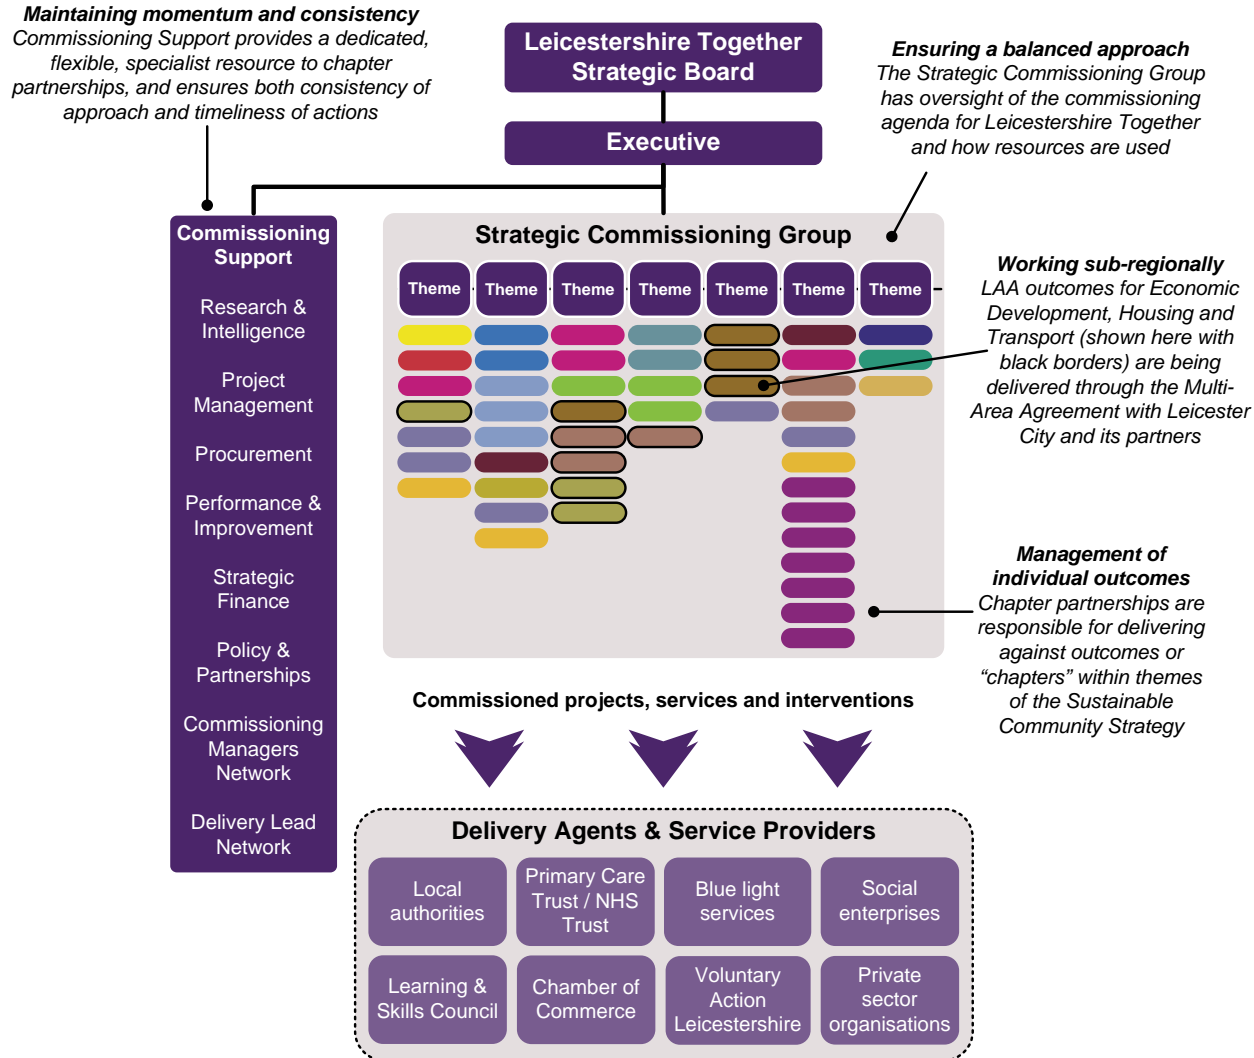 Maintaining momentum and consistency
Commissioning Support provides a dedicated,
flexible, specialist resource to chapter
partnerships, and ensures both consistency of
approach and timeliness of actions
Leicestershire Together
Strategic Board
Executive
Ensuring a balanced approach
The Strategic Commissioning Group
has oversight of the commissioning
agenda for Leicestershire Together
and how resources are used
Commissioning
Support
Research &
Intelligence
Project
Management
Procurement
Performance &
Improvement
Strategic
Finance
Policy &
Partnerships
Commissioning
Managers
Network
Delivery Lead
Network
Strategic Commissioning Group
Theme
Theme
Theme
Theme
Theme
Theme
Theme
Working sub-regionally
LAA outcomes for Economic
Development, Housing and
Transport (shown here with
black borders) are being
delivered through the Multi-
Area Agreement with Leicester
City and its partners
Management of
individual outcomes
Chapter partnerships are
responsible for delivering
against outcomes or
“chapters” within themes
of the Sustainable
Community Strategy
Commissioned projects, services and interventions
Delivery Agents & Service Providers
Local
authorities
Primary Care
Trust / NHS
Trust
Blue light
services
Social
enterprises
Learning &
Skills Council
Chamber of
Commerce
Voluntary
Action
Leicestershire
Private
sector
organisations